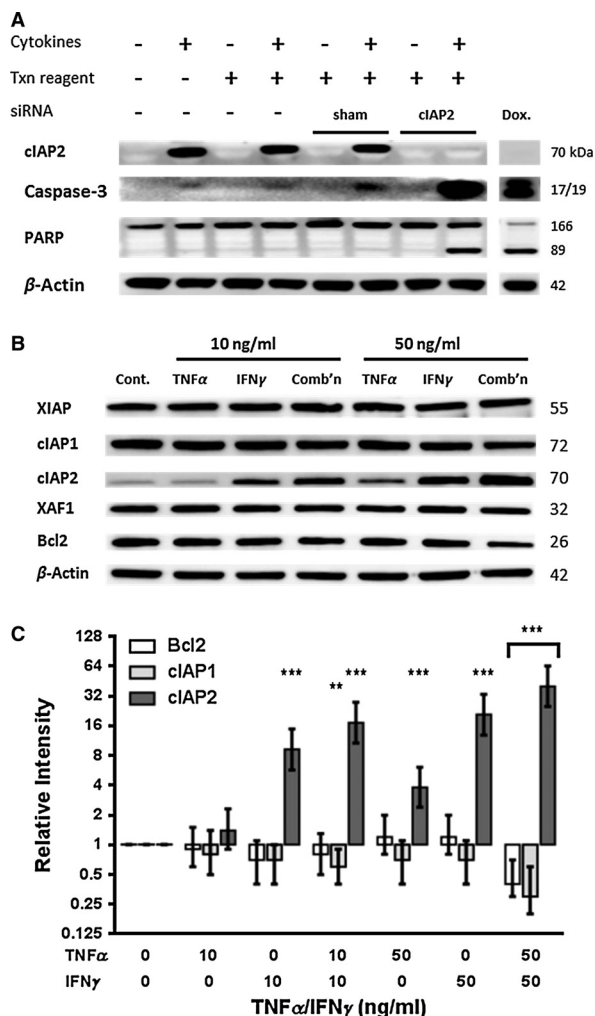 A
Cytokines - + - + - + - +
Txn reagent - - + + + + + +
siRNA - - - - sham cIAP2 Dox.
cIAP2 70 kDa
Caspase-3 17/19
PARP 166
89
β-Actin 42
B
10 ng/ml 50 ng/ml
Cont. TNFα IFNγ Comb'n TNFα IFNγ Comb'n
XIAP 55
cIAP1 72
cIAP2 70
XAF1 32
Bcl2 26
β-Actin 42
C
Relative Intensity
128
64
32
16
8
4
2
1
0.5
0.25
0.125
Bcl2
cIAP1
cIAP2
*** ** *** *** *** ***
TNFα 0 10 0 10 50 0 50
IFNγ 0 0 10 10 0 50 50
TNFα/IFNγ (ng/ml)